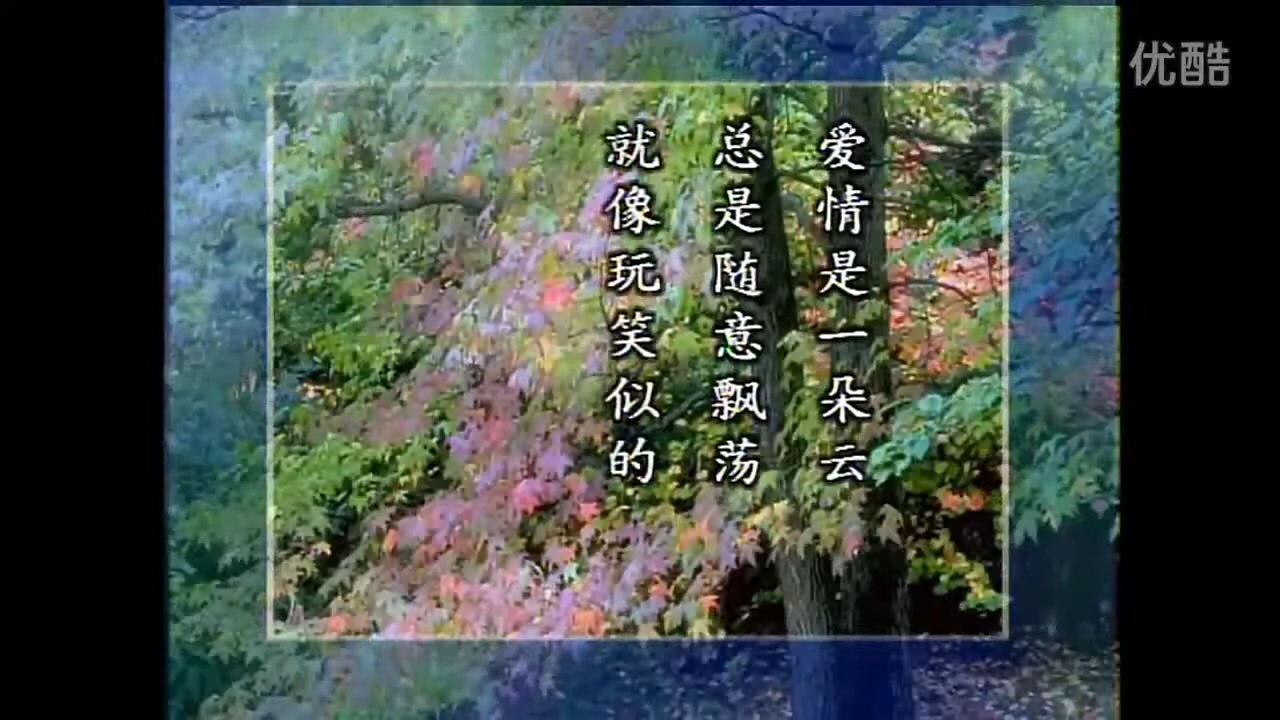 爱情是一朵云
总是随意飘荡
就像玩笑似的
优酷